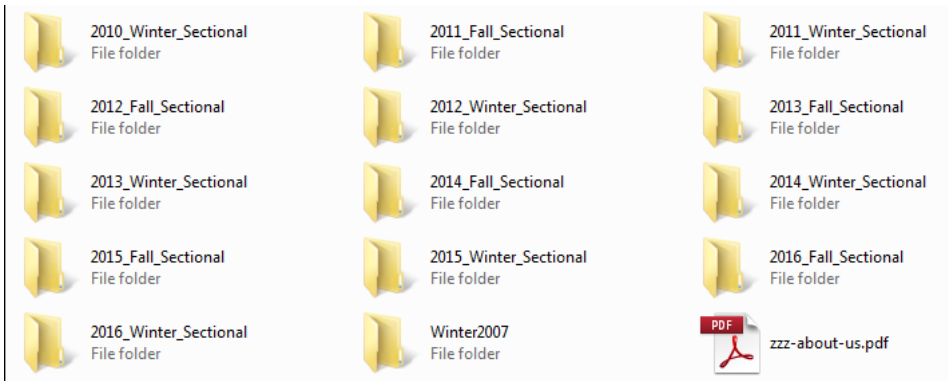 2010_Winter_Sectional
File folder
2011_Fall_Sectional
File folder
2011_Winter_Sectional
File folder
2012_Fall_Sectional
File folder
2012_Winter_Sectional
File folder
2013_Fall_Sectional
File folder
2013_Winter_Sectional
File folder
2014_Fall_Sectional
File folder
2014_Winter_Sectional
File folder
2015_Fall_Sectional
File folder
2015_Winter_Sectional
File folder
2016_Fall_Sectional
File folder
2016_Winter_Sectional
File folder
Winter2007
File folder
PDF
zzz-about-us.pdf